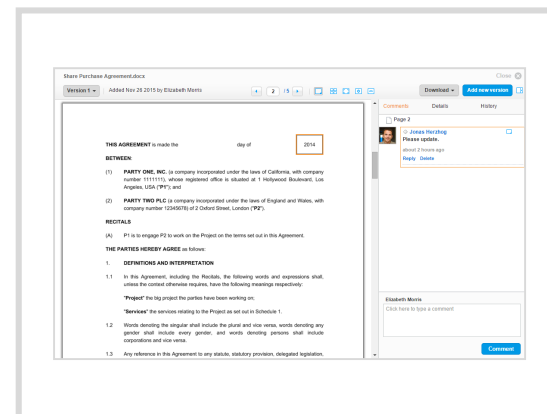 Share Purchase Agreement.docx
Close
Version 1
Added Nov 26 2015 by Elizabeth Morris
2 / 5
Download
Add new version
Comments Details History
Page 2
Jonas Herzhog
Please update.
about 2 hours ago
Reply Delete
THIS AGREEMENT is made the day of 2014
BETWEEN:
(1) PARTY ONE, INC. (a company incorporated under the laws of California, with company
number 1111111), whose registered office is situated at 1 Hollywood Boulevard, Los
Angeles, USA ("P1"); and
(2) PARTY TWO PLC (a company incorporated under the laws of England and Wales, with
company number 12345678) of 2 Oxford Street, London ("P2").
RECITALS
(A) P1 is to engage P2 to work on the Project on the terms set out in this Agreement.
THE PARTIES HEREBY AGREE as follows:
1. DEFINITIONS AND INTERPRETATION
1.1 In this Agreement, including the Recitals, the following words and expressions shall,
unless the context otherwise requires, have the following meanings respectively:
"Project" the big project the parties have been working on;
"Services" the services relating to the Project as set out in Schedule 1.
1.2 Words denoting the singular shall include the plural and vice versa, words denoting any
gender shall include every gender, and words denoting persons shall include
corporations and vice versa.
1.3 Any reference in this Agreement to any statute, statutory provision, delegated legislation,
Elizabeth Morris
Click here to type a comment
Comment